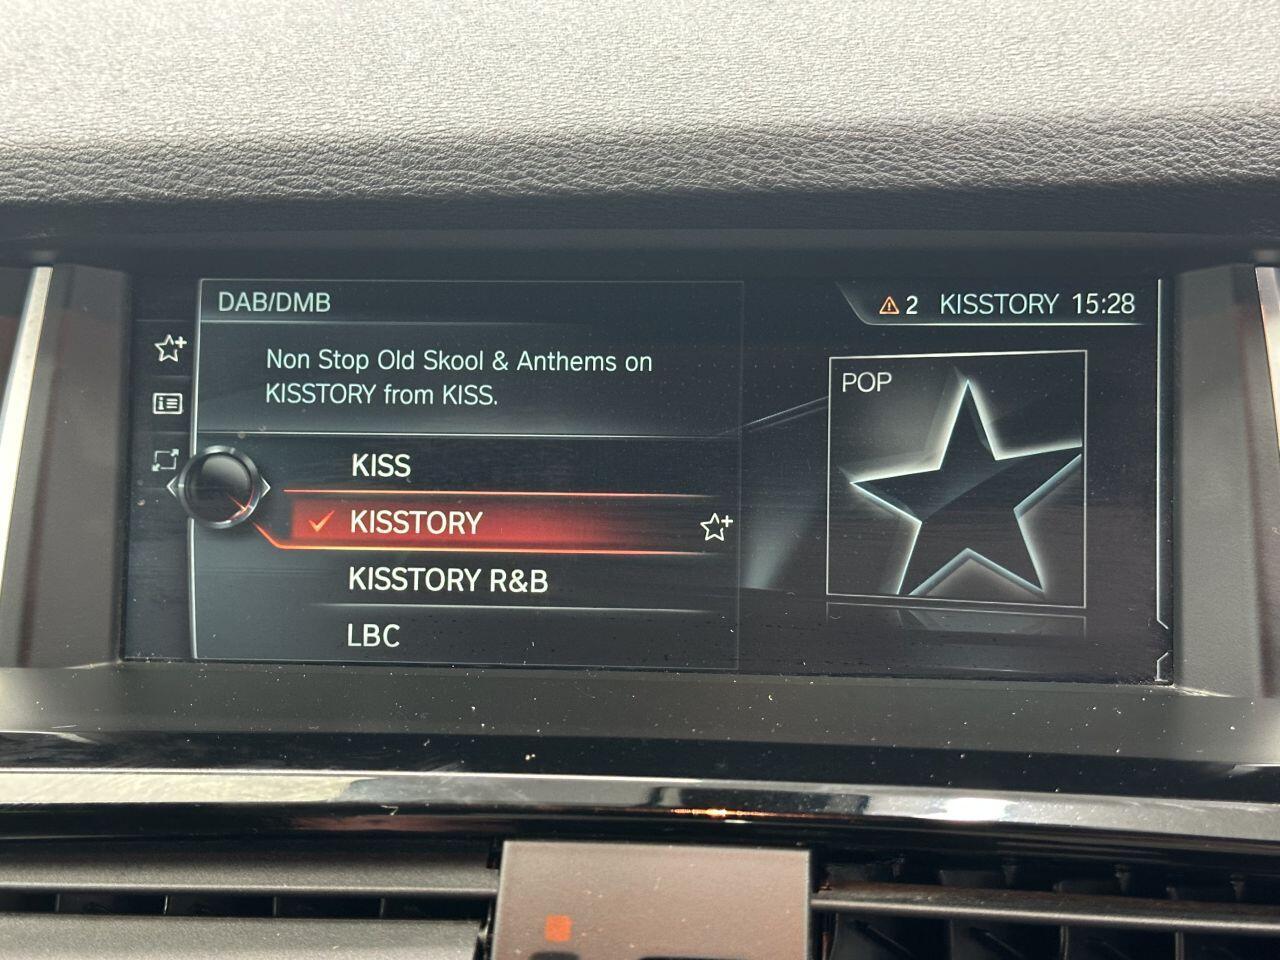 DAB/DMB
2 KISSTORY 15:28
Non Stop Old Skool & Anthems on
KISSTORY from KISS.
POP
KISS
KISSTORY
KISSTORY R&B
LBC